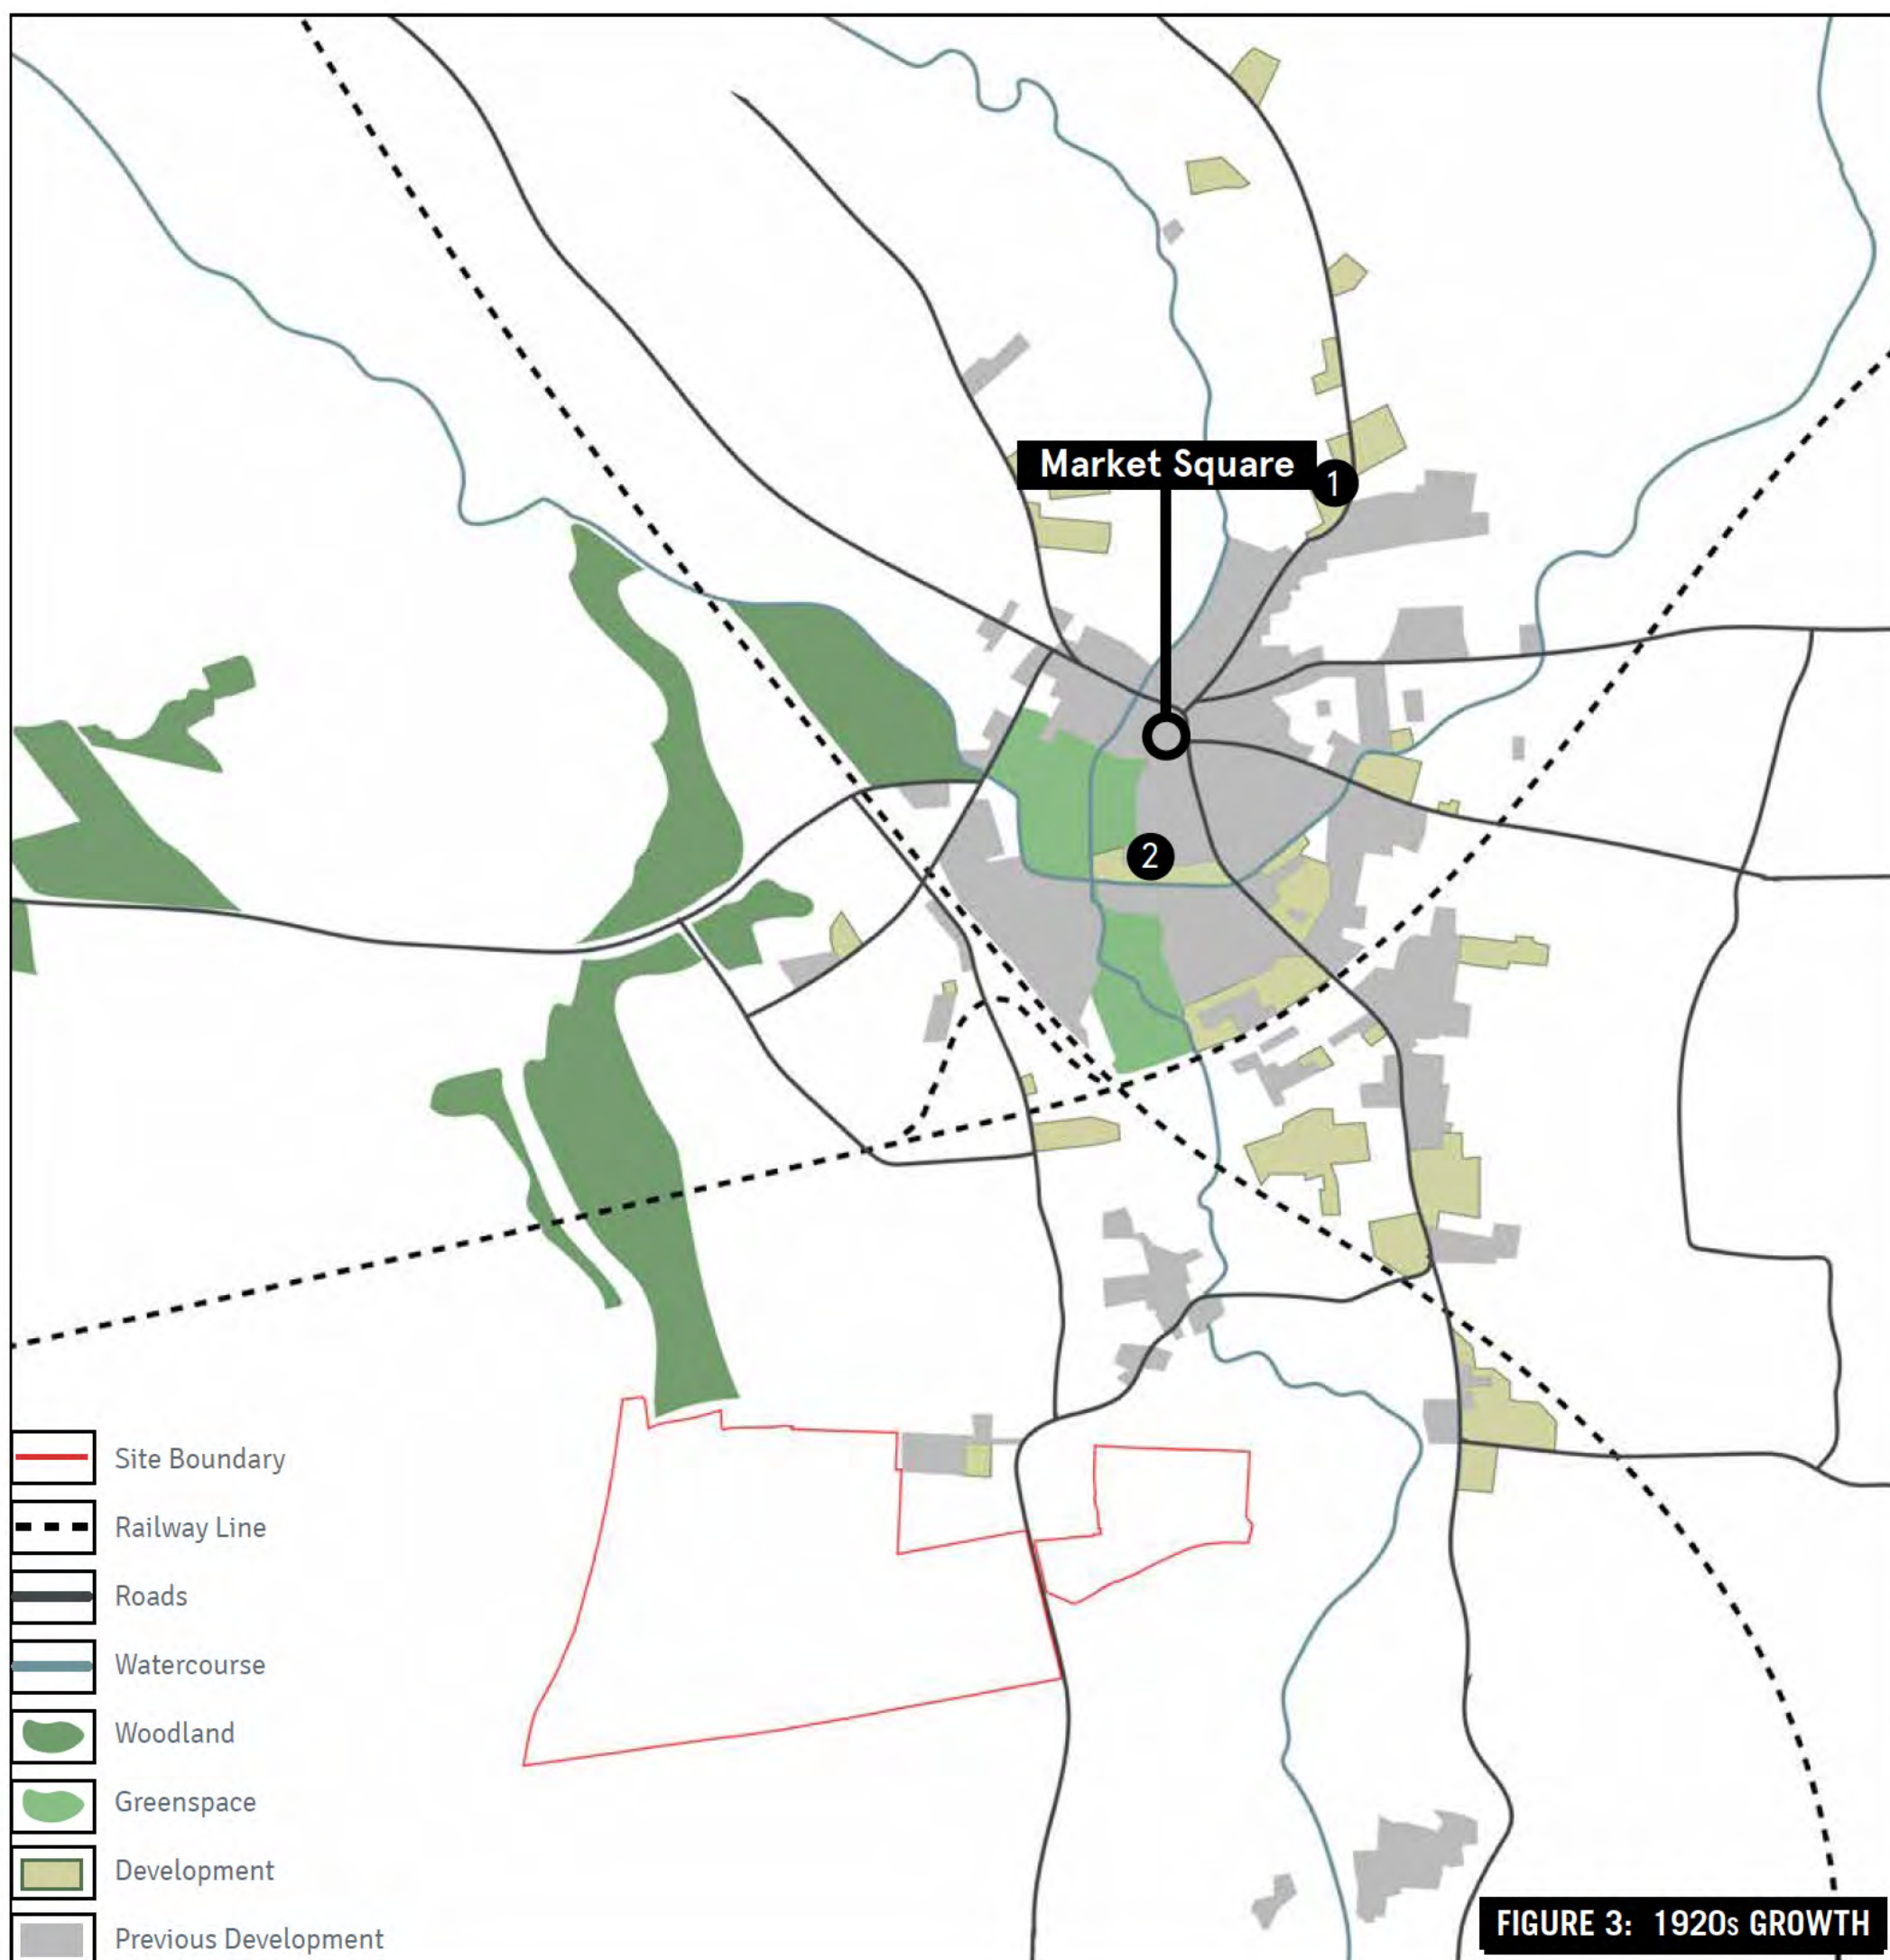 Market Square
1
2
Site Boundary
Railway Line
Roads
Watercourse
Woodland
Greenspace
Development
Previous Development
FIGURE 3: 1920s GROWTH